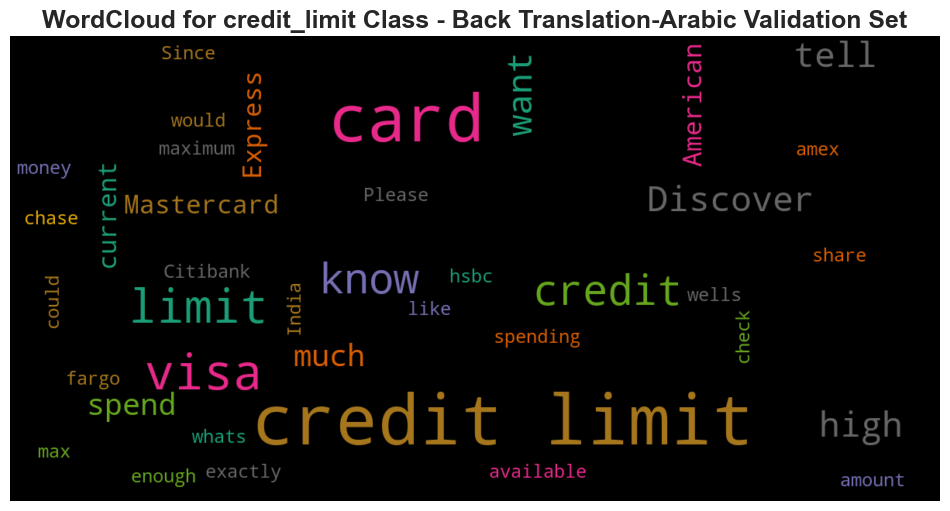 WordCloud for credit_limit Class - Back Translation-Arabic Validation Set
Since
tell
card
want
American
Express
would
maximum
amex
money
current
Please
Discover
chase
Mastercard
share
Citibank
know
hsbc
credit
wells
could
limit
India
like
check
spending
much
visa
fargo
spend
credit limit
high
whats
max
enough
exactly
available
amount